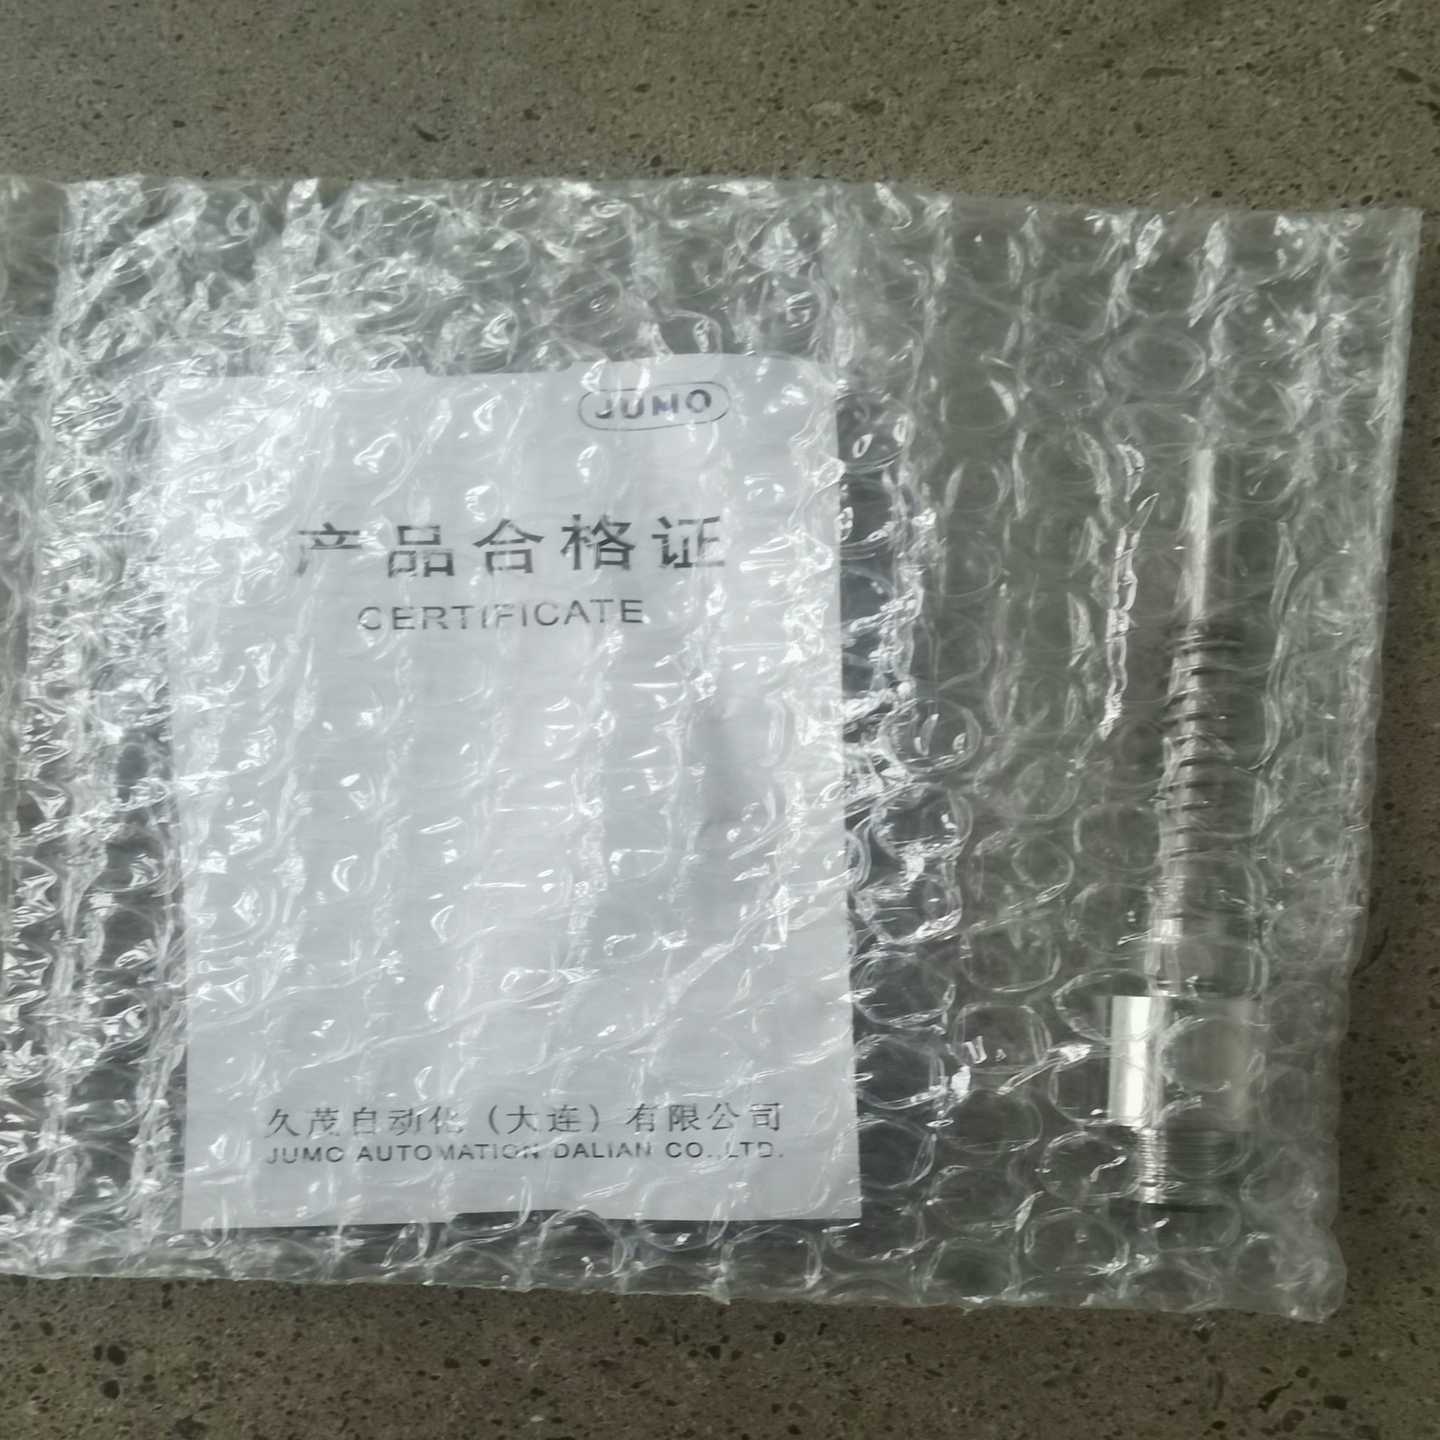 JUMO
产品合格证
CERTIFICATE
久茂自动化（大连）有限公司
JUMO AUTOMATION DALIAN CO.,LTD.